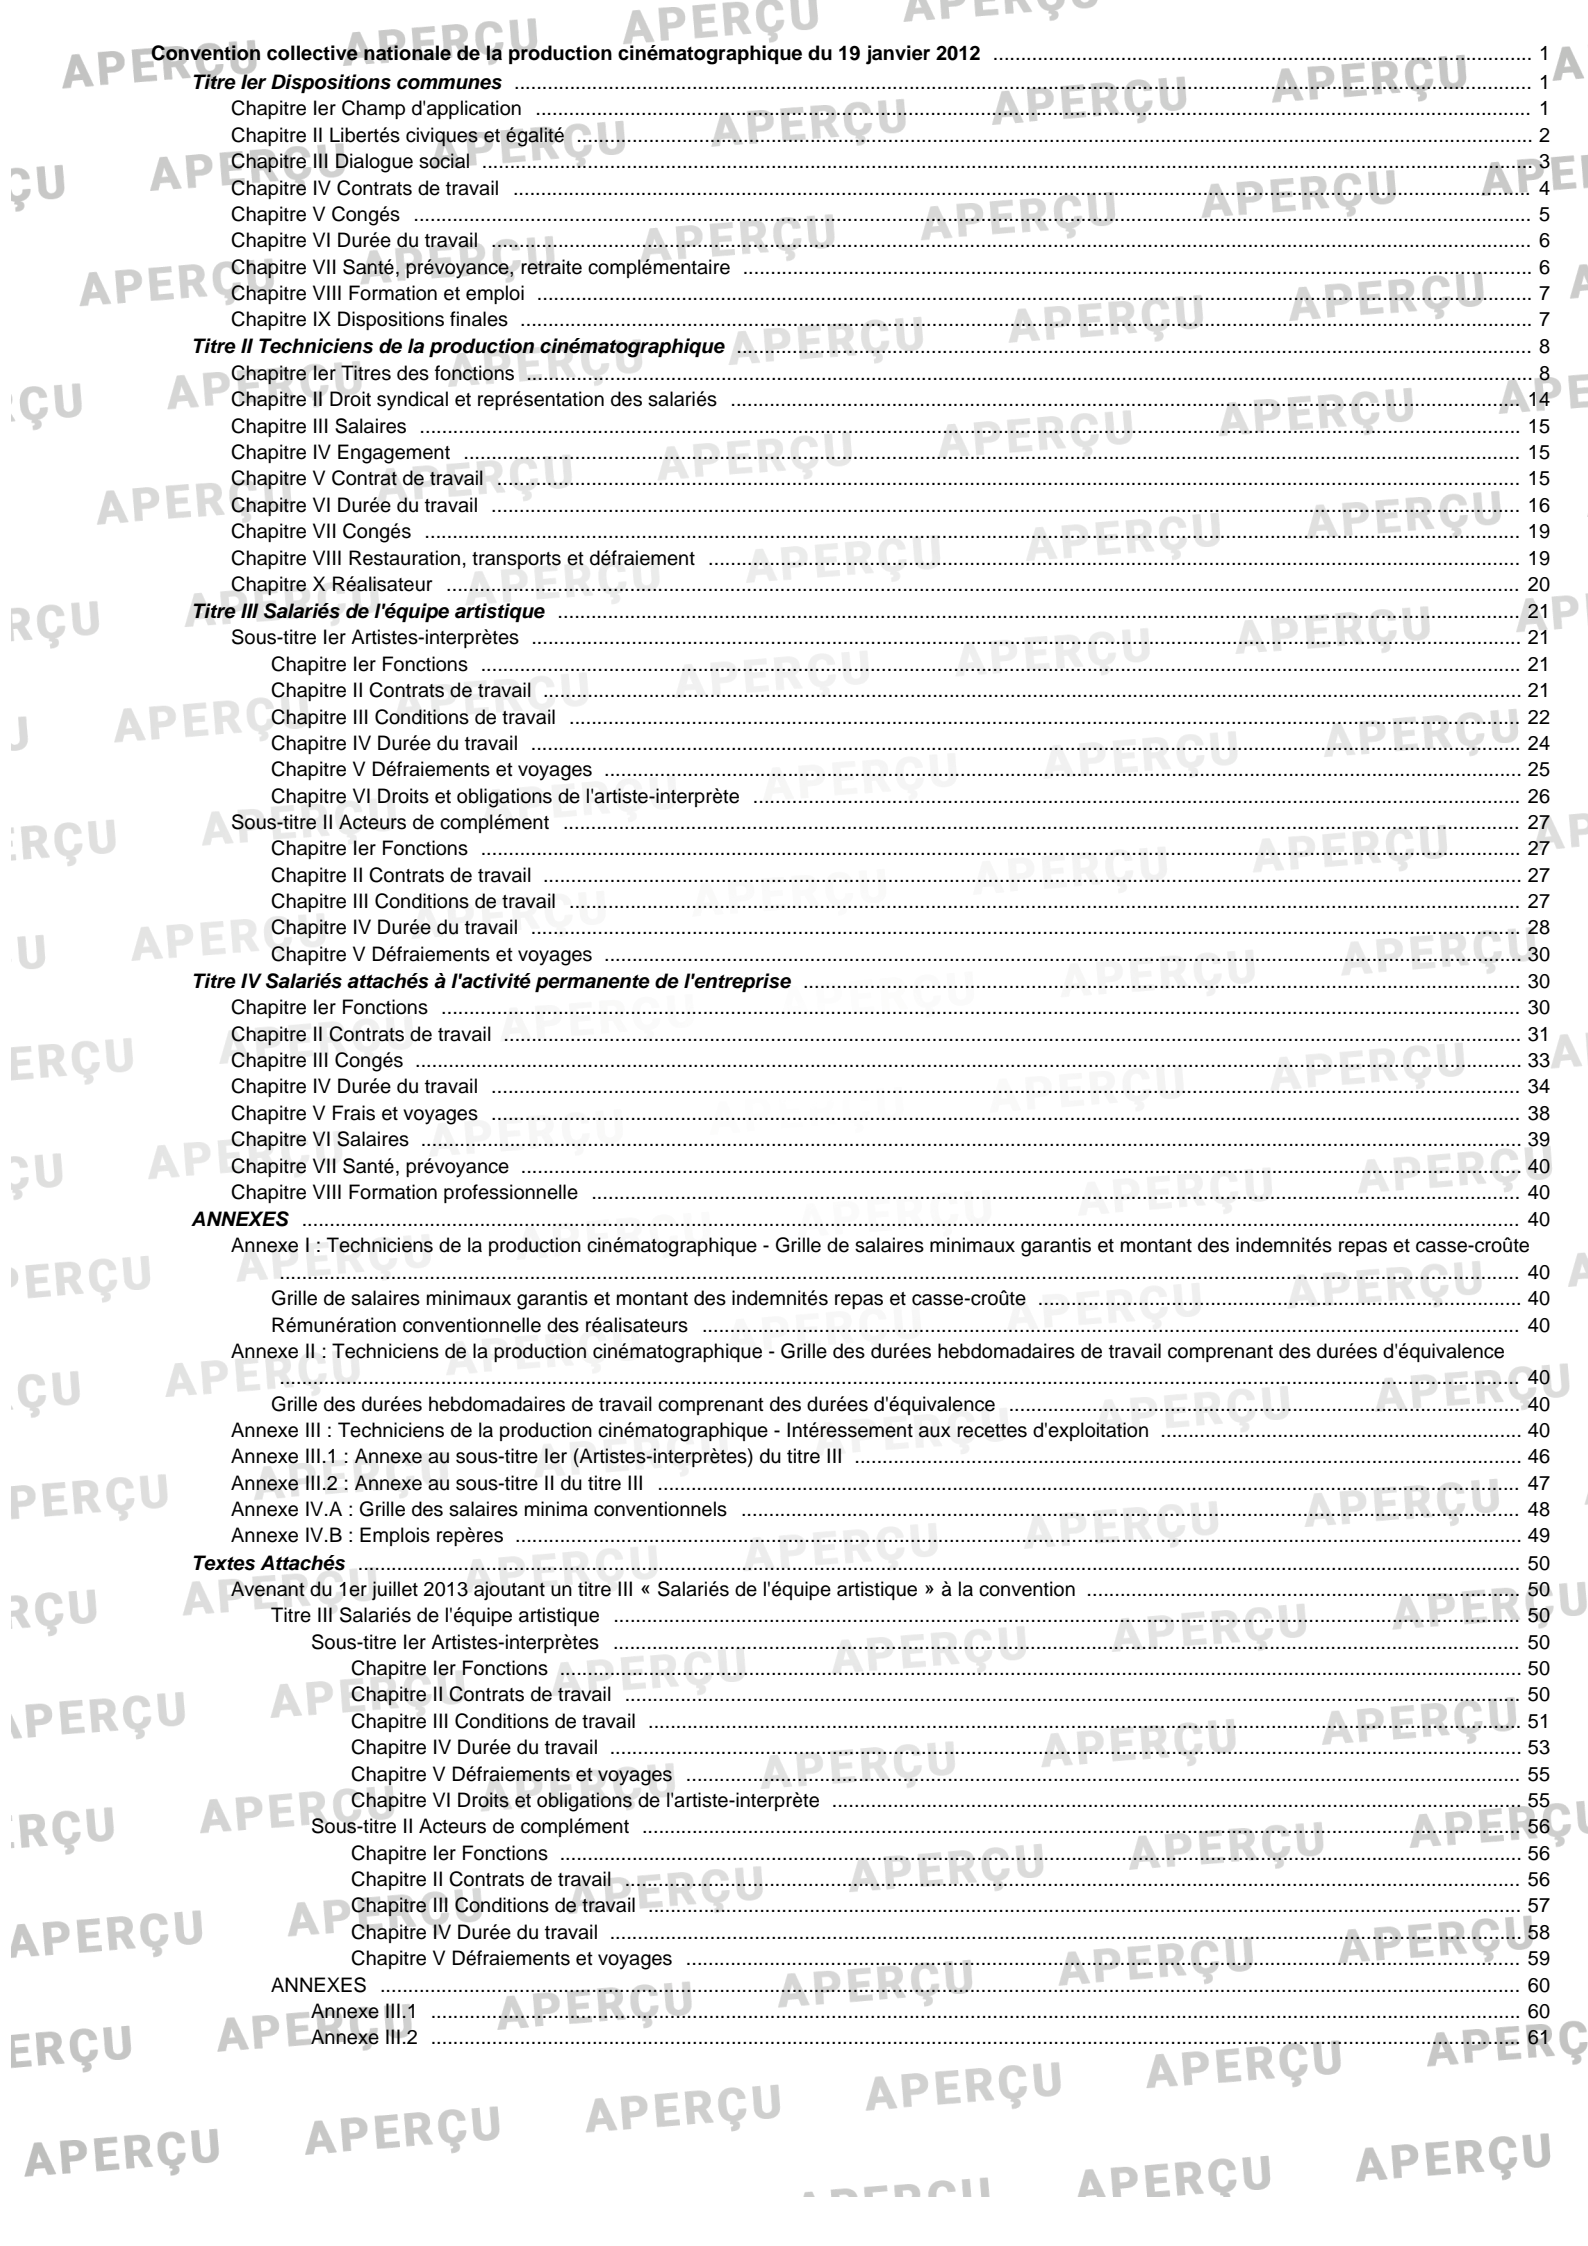 Convention collective nationale de la production cinématographique du 19 janvier 2012 1
Titre Ier Dispositions communes 1
Chapitre Ier Champ d'application 1
Chapitre II Libertés civiques et égalité 2
Chapitre III Dialogue social 3
Chapitre IV Contrats de travail 4
Chapitre V Congés 5
Chapitre VI Durée du travail 6
Chapitre VII Santé, prévoyance, retraite complémentaire 6
Chapitre VIII Formation et emploi 7
Chapitre IX Dispositions finales 7
Titre II Techniciens de la production cinématographique 8
Chapitre Ier Titres des fonctions 8
Chapitre II Droit syndical et représentation des salariés 14
Chapitre III Salaires 15
Chapitre IV Engagement 15
Chapitre V Contrat de travail 15
Chapitre VI Durée du travail 16
Chapitre VII Congés 19
Chapitre VIII Restauration, transports et défraiement 19
Chapitre X Réalisateur 20
Titre III Salariés de l'équipe artistique 21
Sous-titre Ier Artistes-interprètes 21
Chapitre Ier Fonctions 21
Chapitre II Contrats de travail 21
Chapitre III Conditions de travail 22
Chapitre IV Durée du travail 24
Chapitre V Défraiements et voyages 25
Chapitre VI Droits et obligations de l'artiste-interprète 26
Sous-titre II Acteurs de complément 27
Chapitre Ier Fonctions 27
Chapitre II Contrats de travail 27
Chapitre III Conditions de travail 27
Chapitre IV Durée du travail 28
Chapitre V Défraiements et voyages 30
Titre IV Salariés attachés à l'activité permanente de l'entreprise 30
Chapitre Ier Fonctions 30
Chapitre II Contrats de travail 31
Chapitre III Congés 33
Chapitre IV Durée du travail 34
Chapitre V Frais et voyages 38
Chapitre VI Salaires 39
Chapitre VII Santé, prévoyance 40
Chapitre VIII Formation professionnelle 40
ANNEXES 40
Annexe I : Techniciens de la production cinématographique - Grille de salaires minimaux garantis et montant des indemnités repas et casse-croûte
40
Grille de salaires minimaux garantis et montant des indemnités repas et casse-croûte 40
Rémunération conventionnelle des réalisateurs 40
Annexe II : Techniciens de la production cinématographique - Grille des durées hebdomadaires de travail comprenant des durées d'équivalence
40
Grille des durées hebdomadaires de travail comprenant des durées d'équivalence 40
Annexe III : Techniciens de la production cinématographique - Intéressement aux recettes d'exploitation 40
Annexe III.1 : Annexe au sous-titre Ier (Artistes-interprètes) du titre III 46
Annexe III.2 : Annexe au sous-titre II du titre III 47
Annexe IV.A : Grille des salaires minima conventionnels 48
Annexe IV.B : Emplois repères 49
Textes Attachés 50
Avenant du 1er juillet 2013 ajoutant un titre III « Salariés de l'équipe artistique » à la convention 50
Titre III Salariés de l'équipe artistique 50
Sous-titre Ier Artistes-interprètes 50
Chapitre Ier Fonctions 50
Chapitre II Contrats de travail 50
Chapitre III Conditions de travail 51
Chapitre IV Durée du travail 53
Chapitre V Défraiements et voyages 55
Chapitre VI Droits et obligations de l'artiste-interprète 55
Sous-titre II Acteurs de complément 56
Chapitre Ier Fonctions 56
Chapitre II Contrats de travail 56
Chapitre III Conditions de travail 57
Chapitre IV Durée du travail 58
Chapitre V Défraiements et voyages 59
ANNEXES 60
Annexe III.1 60
Annexe III.2 61
APERÇU